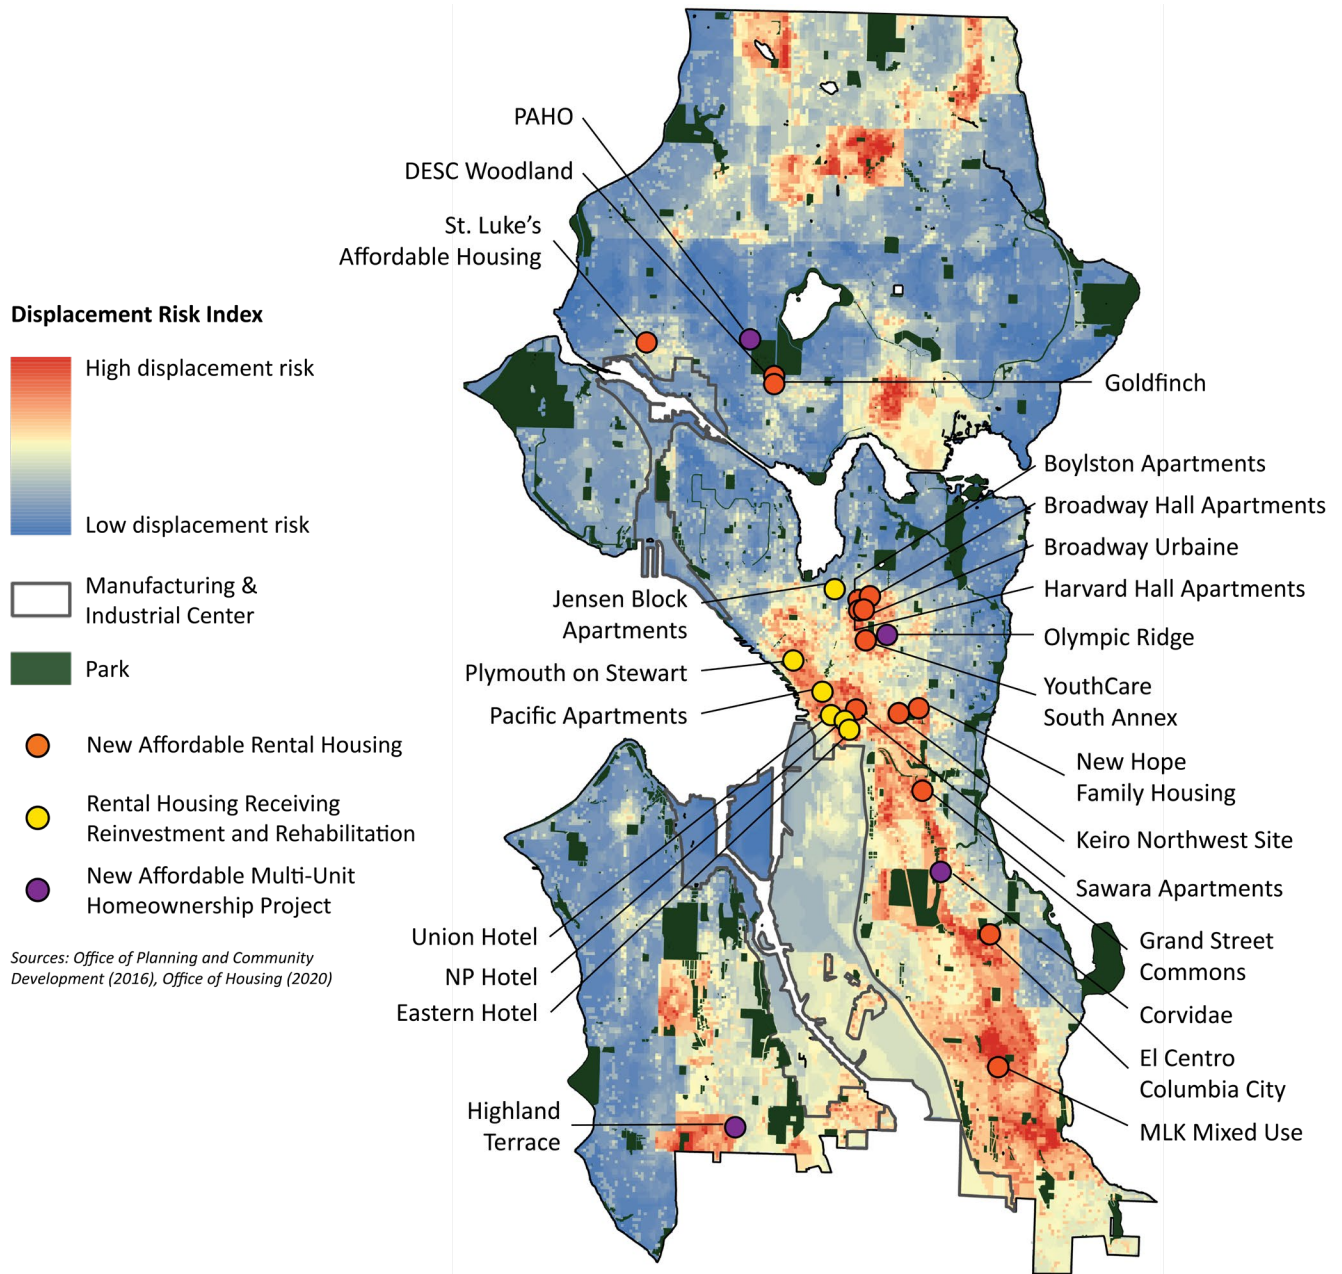 PAHO
DESC Woodland
St. Luke's
Affordable Housing
Displacement Risk Index
High displacement risk
Low displacement risk
Manufacturing &
Industrial Center
Park
New Affordable Rental Housing
Rental Housing Receiving
Reinvestment and Rehabilitation
New Affordable Multi-Unit
Homeownership Project
Sources: Office of Planning and Community
Development (2016), Office of Housing (2020)
Jensen Block
Apartments
Plymouth on Stewart
Pacific Apartments
Union Hotel
NP Hotel
Eastern Hotel
Highland
Terrace
Goldfinch
Boylston Apartments
Broadway Hall Apartments
Broadway Urbaine
Harvard Hall Apartments
Olympic Ridge
YouthCare
South Annex
New Hope
Family Housing
Keiro Northwest Site
Sawara Apartments
Grand Street
Commons
Corvidae
El Centro
Columbia City
MLK Mixed Use